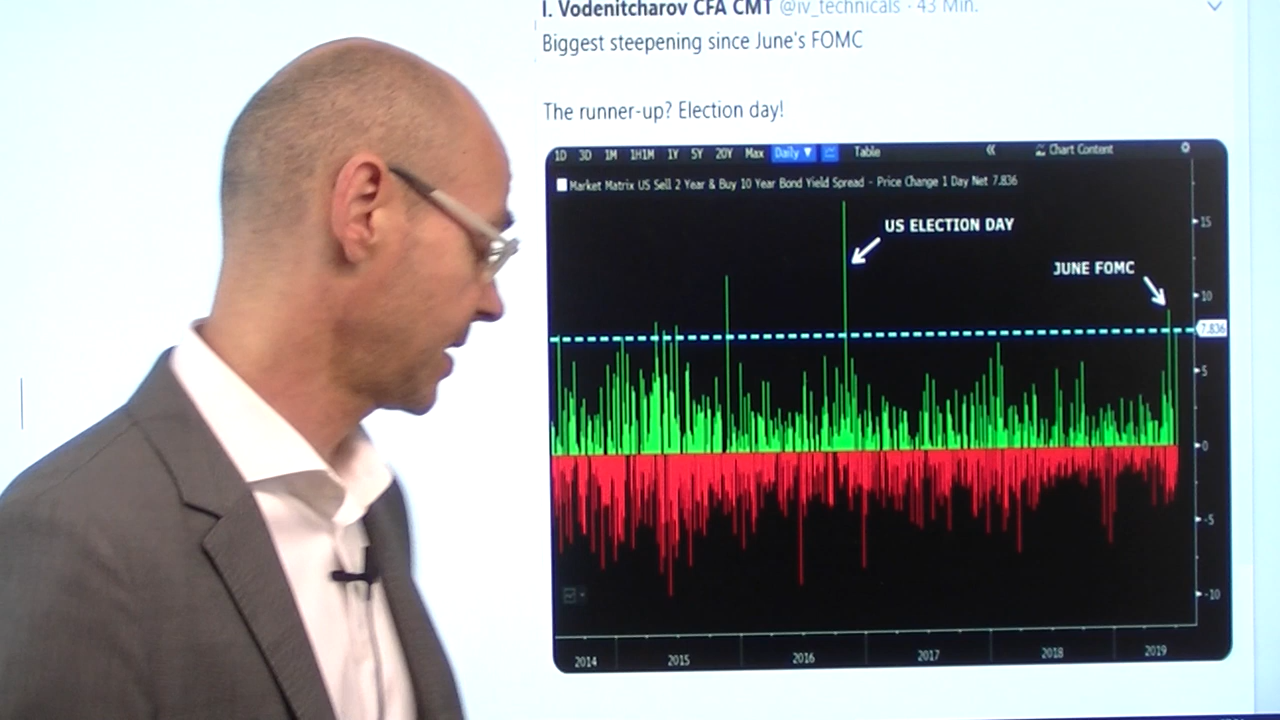 I. Vodenitcharov CFA CMT @iv_technicals · 43 Min.
Biggest steepening since June's FOMC
The runner-up? Election day!
1D 3D 1M 1H1M 1Y 5Y 20Y Max Daily ▼ Table « Chart Content
Market Matrix US Sell 2 Year & Buy 10 Year Bond Yield Spread - Price Change 1 Day Net 7.836
15
US ELECTION DAY
JUNE FOMC
10
7.836
5
0
-5
-10
2014 2015 2016 2017 2018 2019